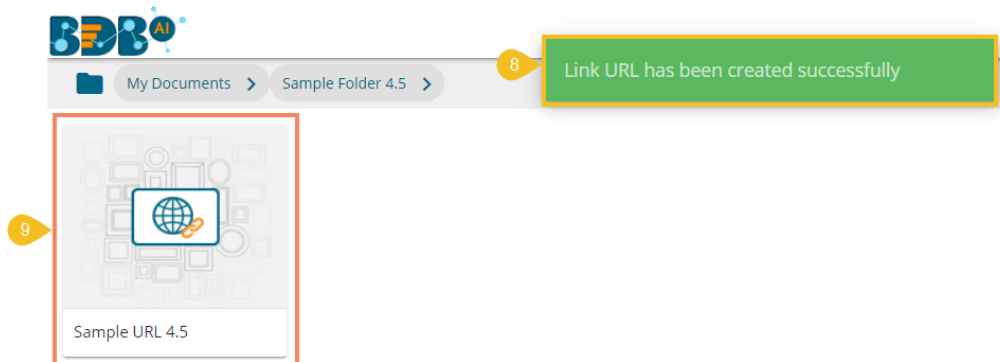 BDB AI
8
Link URL has been created successfully
My Documents > Sample Folder 4.5 >
9
Sample URL 4.5